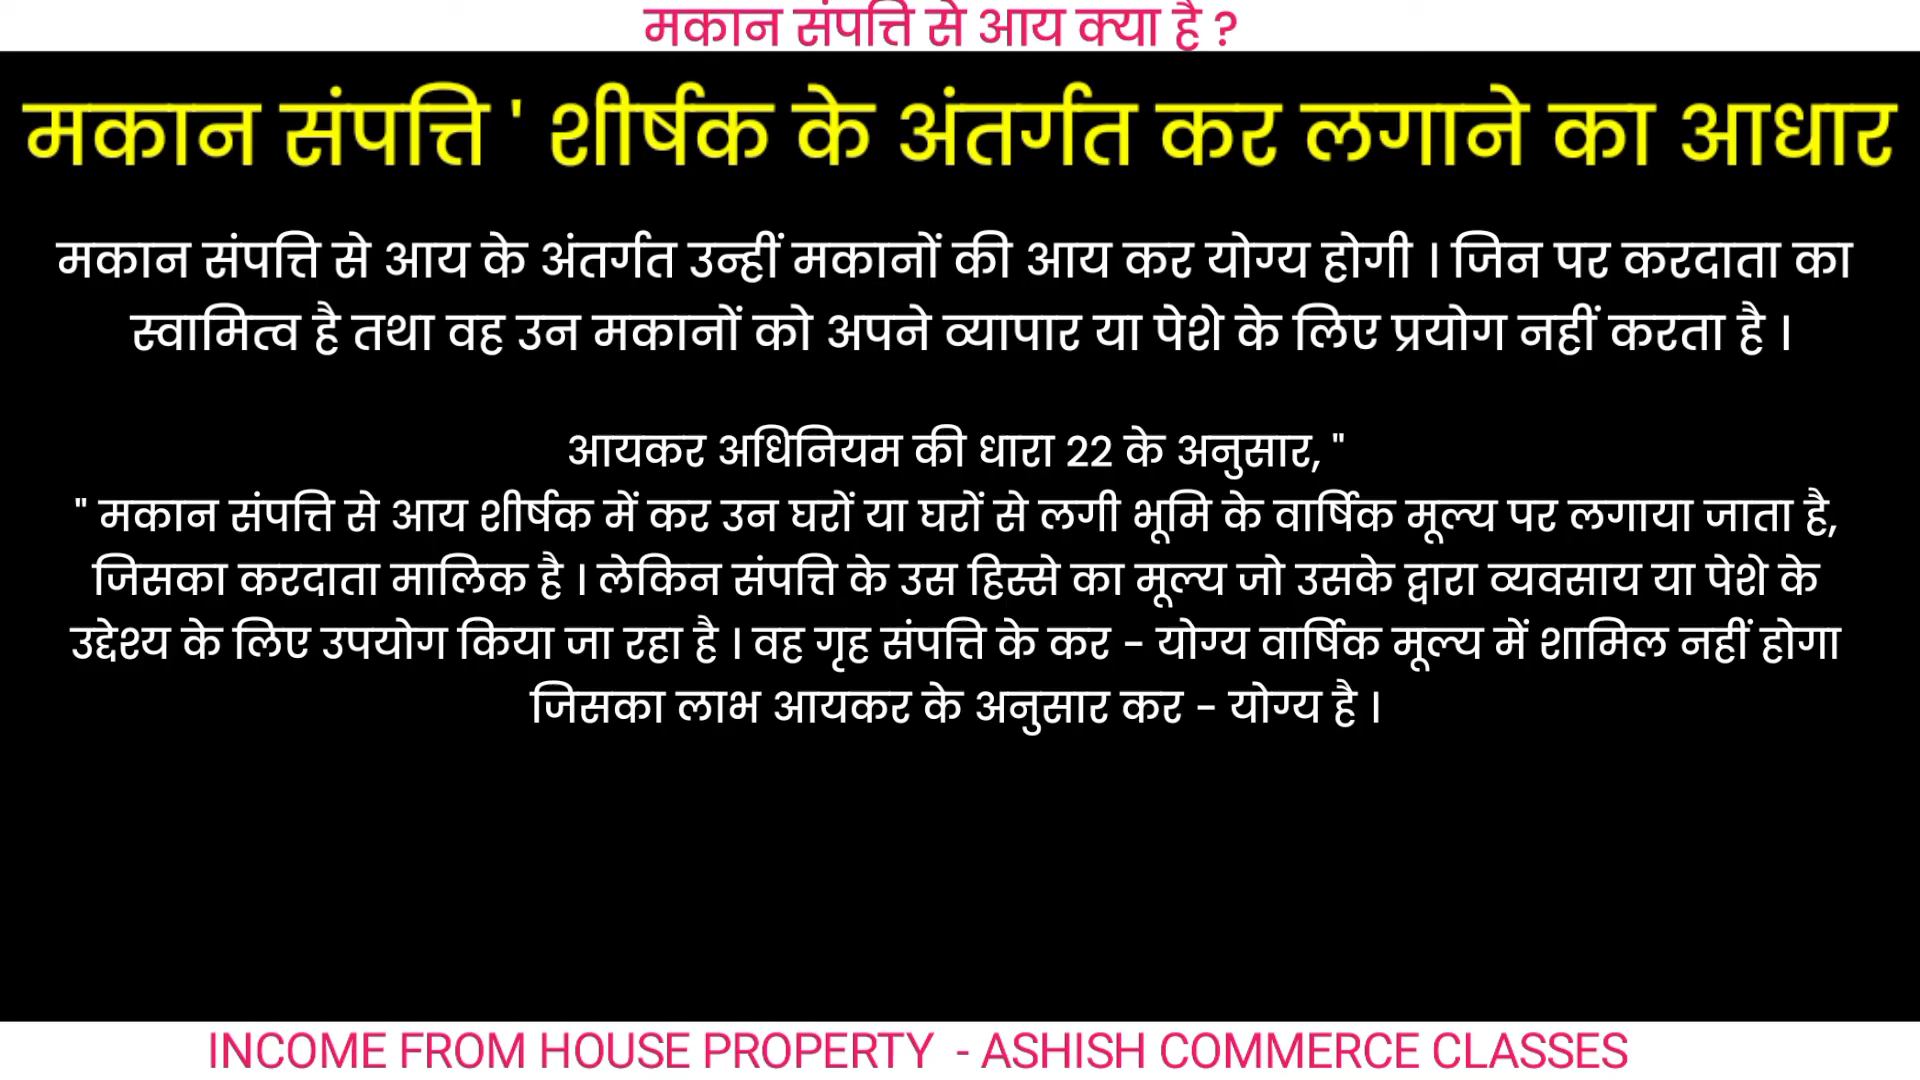 मकान संपत्ति से आय क्या है ?
मकान संपत्ति ' शीर्षक के अंतर्गत कर लगाने का आधार
मकान संपत्ति से आय के अंतर्गत उन्हीं मकानों की आय कर योग्य होगी । जिन पर करदाता का
स्वामित्व है तथा वह उन मकानों को अपने व्यापार या पेशे के लिए प्रयोग नहीं करता है ।
आयकर अधिनियम की धारा 22 के अनुसार, "
" मकान संपत्ति से आय शीर्षक में कर उन घरों या घरों से लगी भूमि के वार्षिक मूल्य पर लगाया जाता है,
जिसका करदाता मालिक है । लेकिन संपत्ति के उस हिस्से का मूल्य जो उसके द्वारा व्यवसाय या पेशे के
उद्देश्य के लिए उपयोग किया जा रहा है । वह गृह संपत्ति के कर - योग्य वार्षिक मूल्य में शामिल नहीं होगा
जिसका लाभ आयकर के अनुसार कर - योग्य है ।
INCOME FROM HOUSE PROPERTY - ASHISH COMMERCE CLASSES